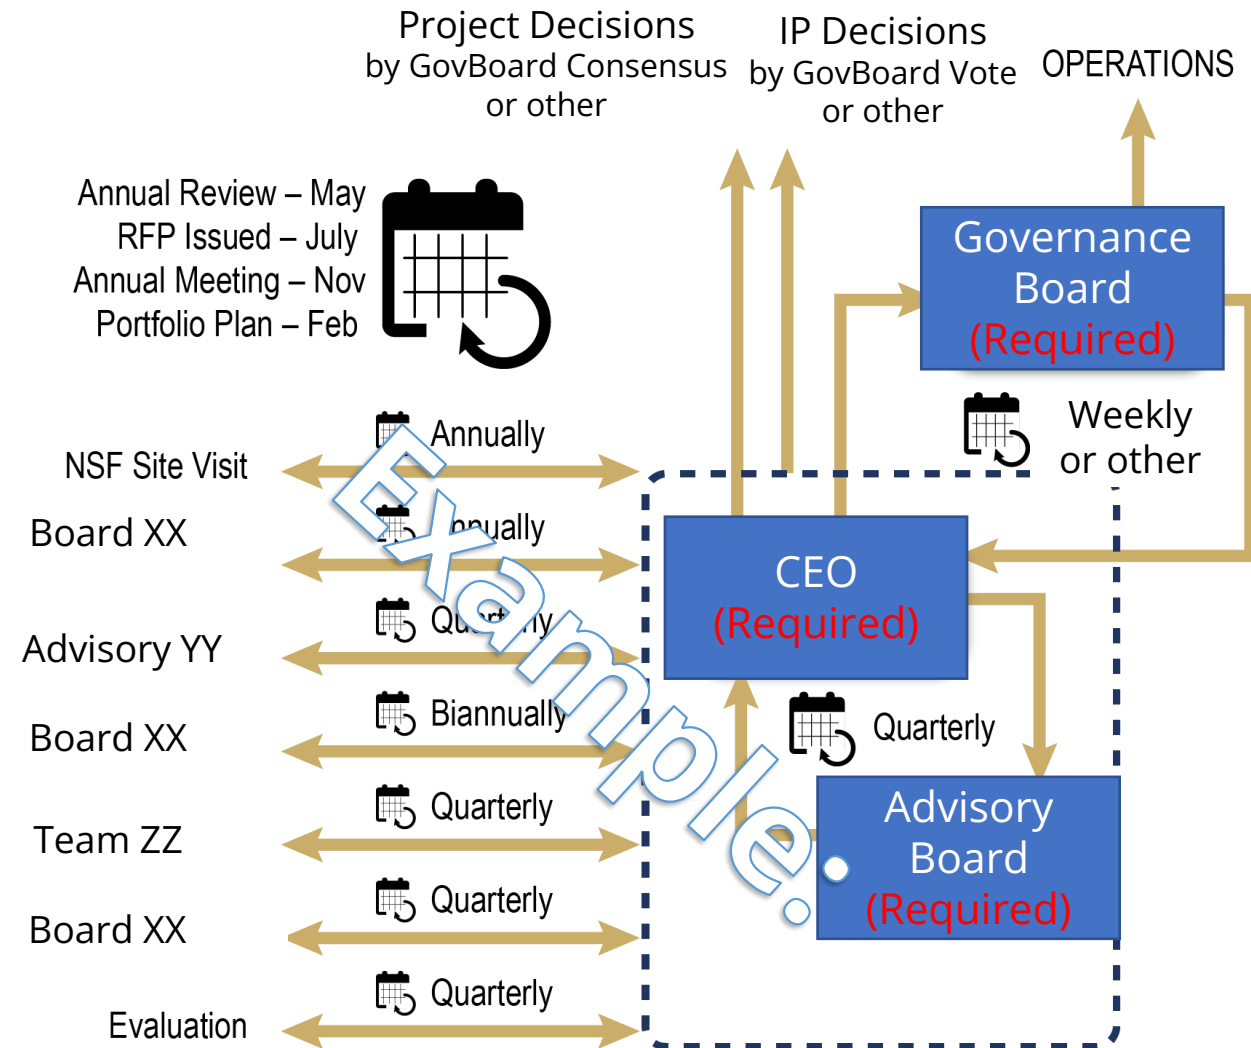 Project Decisions
by GovBoard Consensus
or other
IP Decisions
by GovBoard Vote
or other
OPERATIONS
Annual Review – May
RFP Issued – July
Annual Meeting – Nov
Portfolio Plan – Feb
Governance
Board
(Required)
Weekly
or other
NSF Site Visit
Annually
Board XX
Annually
Advisory YY
Quarterly
Board XX
Biannually
Team ZZ
Quarterly
Board XX
Quarterly
Evaluation
Quarterly
CEO
(Required)
Quarterly
Advisory
Board
(Required)
Example: